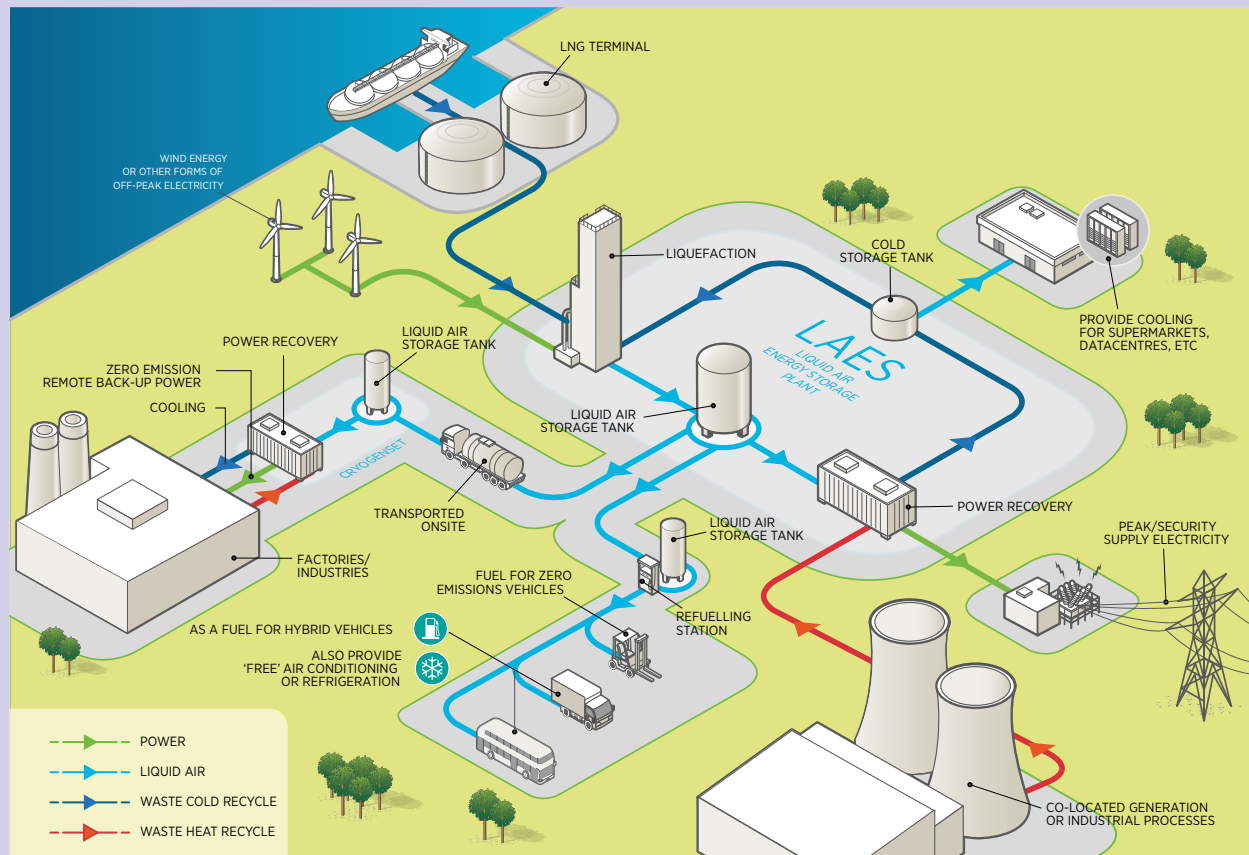 LNG TERMINAL
WIND ENERGY
OR OTHER FORMS OF
OFF-PEAK ELECTRICITY
LIQUEFACTION
COLD
STORAGE TANK
PROVIDE COOLING
FOR SUPERMARKETS,
DATACENTRES, ETC
LAES
LIQUID AIR
ENERGY STORAGE
PLANT
LIQUID AIR
STORAGE TANK
POWER RECOVERY
ZERO EMISSION
REMOTE BACK-UP POWER
COOLING
LIQUID AIR
STORAGE TANK
CRYOGENSET
TRANSPORTED
ONSITE
FACTORIES/
INDUSTRIES
POWER RECOVERY
PEAK/SECURITY
SUPPLY ELECTRICITY
LIQUID AIR
STORAGE TANK
REFUELLING
STATION
FUEL FOR ZERO
EMISSIONS VEHICLES
AS A FUEL FOR HYBRID VEHICLES
ALSO PROVIDE
'FREE' AIR CONDITIONING
OR REFRIGERATION
CO-LOCATED GENERATION
OR INDUSTRIAL PROCESSES
POWER
LIQUID AIR
WASTE COLD RECYCLE
WASTE HEAT RECYCLE